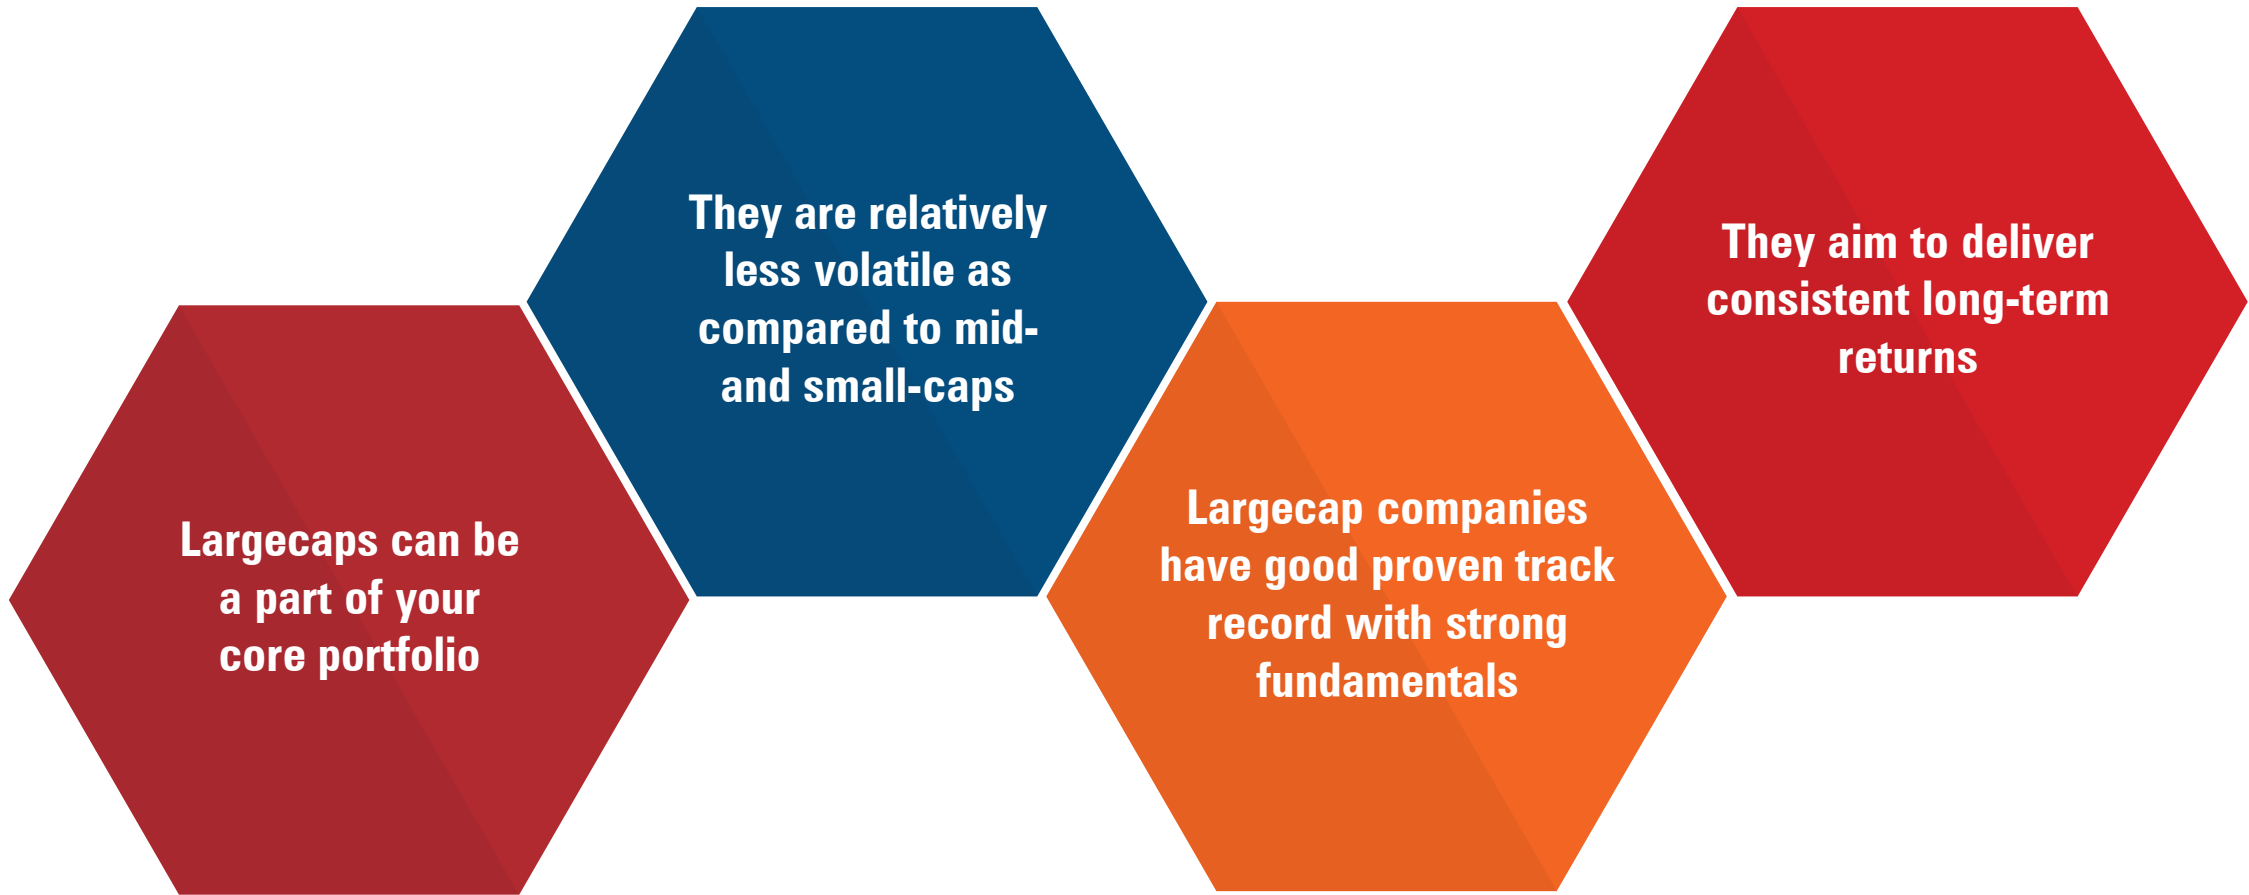 Largecaps can be
a part of your
core portfolio
They are relatively
less volatile as
compared to mid-
and small-caps
Largecap companies
have good proven track
record with strong
fundamentals
They aim to deliver
consistent long-term
returns